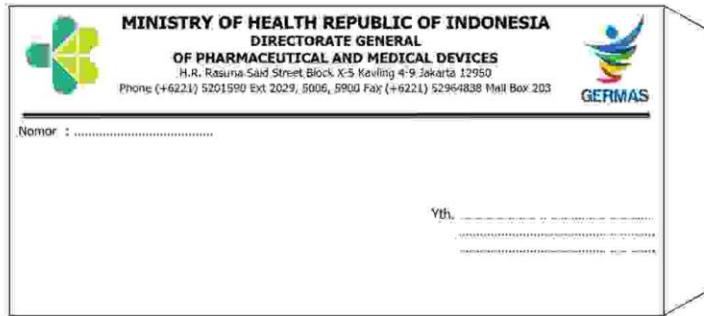 MINISTRY OF HEALTH REPUBLIC OF INDONESIA
DIRECTORATE GENERAL
OF PHARMACEUTICAL AND MEDICAL DEVICES
H.R. Rasuna Said Street Block X-5 Kavling 4-9 Jakarta 12950
Phone (+6221) 5201590 Ext 2029, 5006, 5900 Fax (+6221) 52964838 Mail Box 203
GERMAS
Nomor : ......................................
Yth. ......................................................
......................................................
......................................................